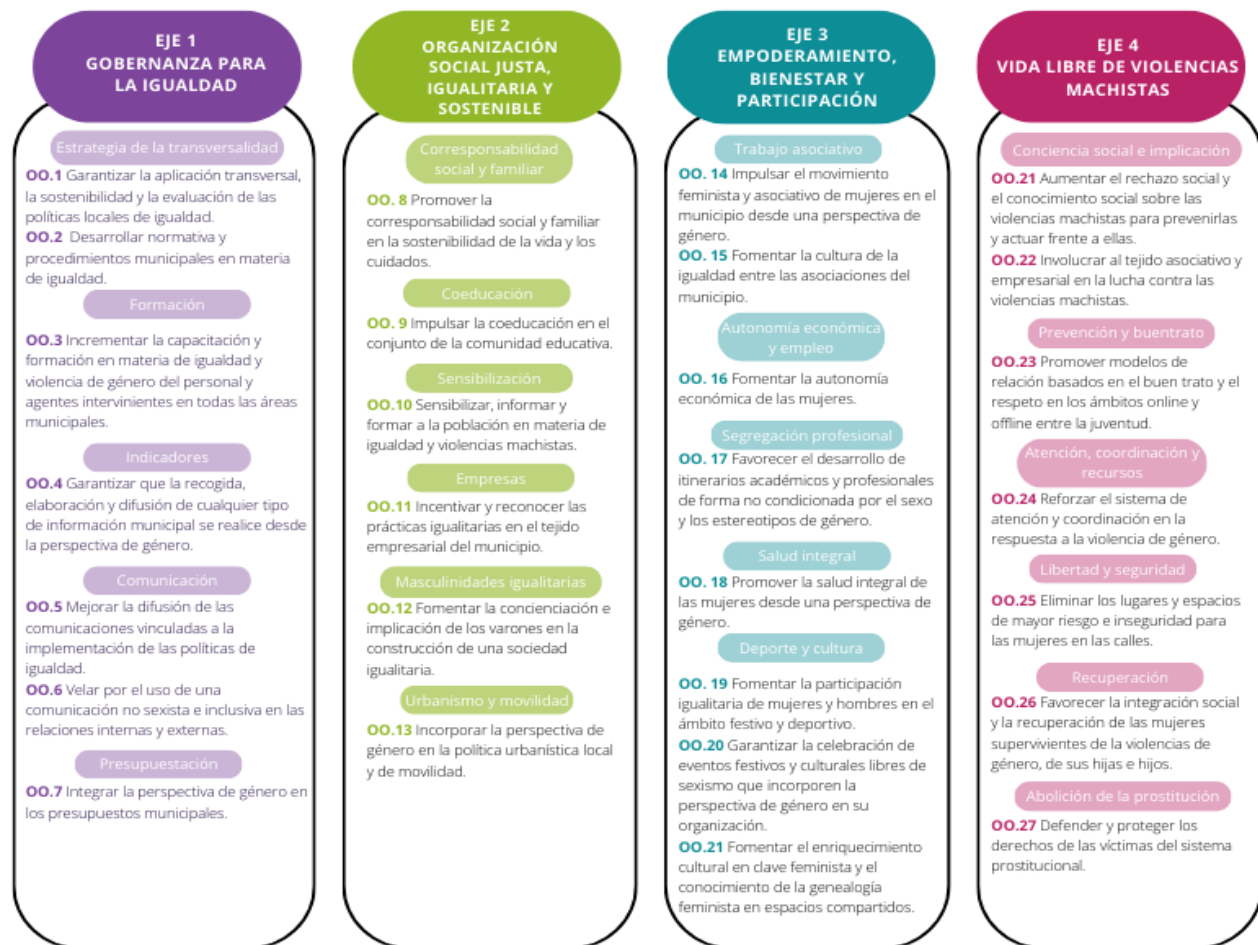 EJE 1
GOBERNANZA PARA
LA IGUALDAD
Estrategia de la transversalidad
OO.1 Garantizar la aplicación transversal,
la sostenibilidad y la evaluación de las
políticas locales de igualdad.
OO.2 Desarrollar normativa y
procedimientos municipales en materia
de igualdad.
Formación
OO.3 Incrementar la capacitación y
formación en materia de igualdad y
violencia de género del personal y
agentes intervinientes en todas las áreas
municipales.
Indicadores
OO.4 Garantizar que la recogida,
elaboración y difusión de cualquier tipo
de información municipal se realice desde
la perspectiva de género.
Comunicación
OO.5 Mejorar la difusión de las
comunicaciones vinculadas a la
implementación de las políticas de
igualdad.
OO.6 Velar por el uso de una
comunicación no sexista e inclusiva en las
relaciones internas y externas.
Presupuestación
OO.7 Integrar la perspectiva de género en
los presupuestos municipales.
EJE 2
ORGANIZACIÓN
SOCIAL JUSTA,
IGUALITARIA Y
SOSTENIBLE
Corresponsabilidad
social y familiar
OO. 8 Promover la
corresponsabilidad social y familiar
en la sostenibilidad de la vida y los
cuidados.
Coeducación
OO. 9 Impulsar la coeducación en el
conjunto de la comunidad educativa.
Sensibilización
OO.10 Sensibilizar, informar y
formar a la población en materia de
igualdad y violencias machistas.
Empresas
OO.11 Incentivar y reconocer las
prácticas igualitarias en el tejido
empresarial del municipio.
Masculinidades igualitarias
OO.12 Fomentar la concienciación e
implicación de los varones en la
construcción de una sociedad
igualitaria.
Urbanismo y movilidad
OO.13 Incorporar la perspectiva de
género en la política urbanística local
y de movilidad.
EJE 3
EMPODERAMIENTO,
BIENESTAR Y
PARTICIPACIÓN
Trabajo asociativo
OO. 14 Impulsar el movimiento
feminista y asociativo de mujeres en el
municipio desde una perspectiva de
género.
OO. 15 Fomentar la cultura de la
igualdad entre las asociaciones del
municipio.
Autonomía económica
y empleo
OO. 16 Fomentar la autonomía
económica de las mujeres.
Segregación profesional
OO. 17 Favorecer el desarrollo de
itinerarios académicos y profesionales
de forma no condicionada por el sexo
y los estereotipos de género.
Salud integral
OO. 18 Promover la salud integral de
las mujeres desde una perspectiva de
género.
Deporte y cultura
OO. 19 Fomentar la participación
igualitaria de mujeres y hombres en el
ámbito festivo y deportivo.
OO.20 Garantizar la celebración de
eventos festivos y culturales libres de
sexismo que incorporen la
perspectiva de género en su
organización.
OO.21 Fomentar el enriquecimiento
cultural en clave feminista y el
conocimiento de la genealogía
feminista en espacios compartidos.
EJE 4
VIDA LIBRE DE VIOLENCIAS
MACHISTAS
Conciencia social e implicación
OO.21 Aumentar el rechazo social y
el conocimiento social sobre las
violencias machistas para prevenirlas
y actuar frente a ellas.
OO.22 Involucrar al tejido asociativo y
empresarial en la lucha contra las
violencias machistas.
Prevención y buentrato
OO.23 Promover modelos de
relación basados en el buen trato y el
respeto en los ámbitos online y
offline entre la juventud.
Atención, coordinación y
recursos
OO.24 Reforzar el sistema de
atención y coordinación en la
respuesta a la violencia de género.
Libertad y seguridad
OO.25 Eliminar los lugares y espacios
de mayor riesgo e inseguridad para
las mujeres en las calles.
Recuperación
OO.26 Favorecer la integración social
y la recuperación de las mujeres
supervivientes de la violencias de
género, de sus hijas e hijos.
Abolición de la prostitución
OO.27 Defender y proteger los
derechos de las víctimas del sistema
prostitucional.